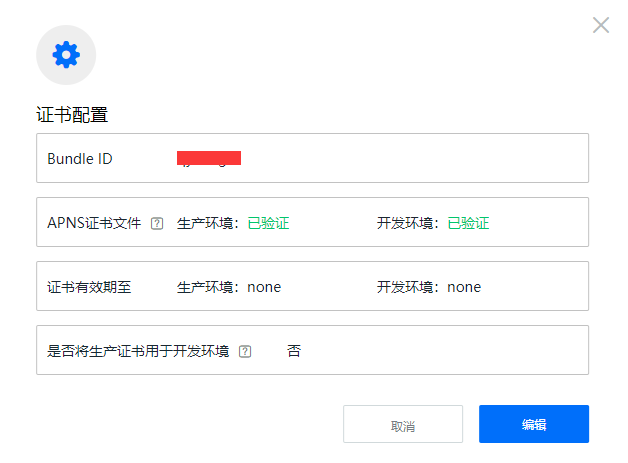 证书配置
Bundle ID
APNS证书文件 ? 生产环境：已验证 开发环境：已验证
证书有效期至 生产环境：none 开发环境：none
是否将生产证书用于开发环境 ? 否
取消 编辑